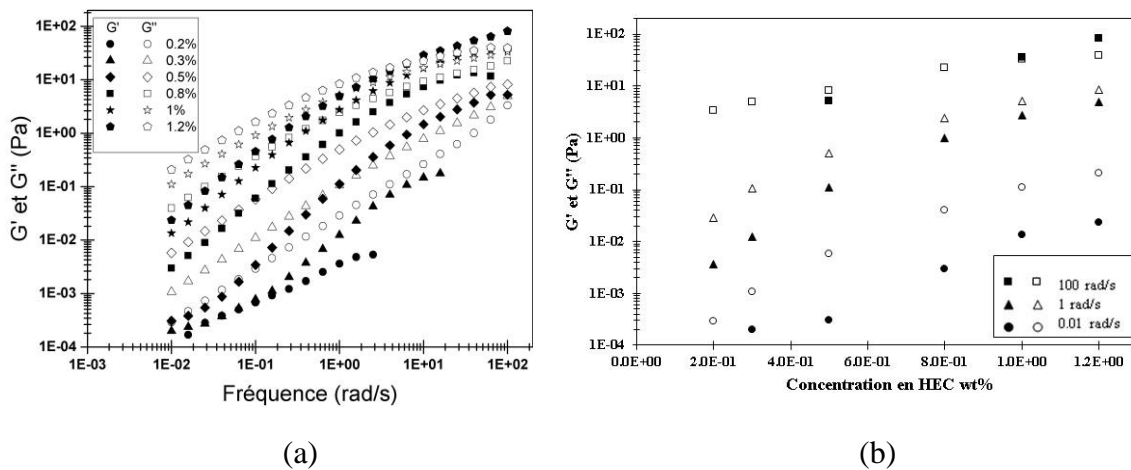 1E+02
1E+01
1E+00
1E-01
1E-02
1E-03
1E-04
G' et G'' (Pa)
G' G''
0.2%
0.3%
0.5%
0.8%
1%
1.2%
1E-03 1E-02 1E-01 1E+00 1E+01 1E+02
Fréquence (rad/s)
(a)
1E+02
1E+01
1E+00
1E-01
1E-02
1E-03
1E-04
G' et G'' (Pa)
100 rad/s
1 rad/s
0.01 rad/s
0.0E+00 2.0E-01 4.0E-01 6.0E-01 8.0E-01 1.0E+00 1.2E+00
Concentration en HEC wt%
(b)